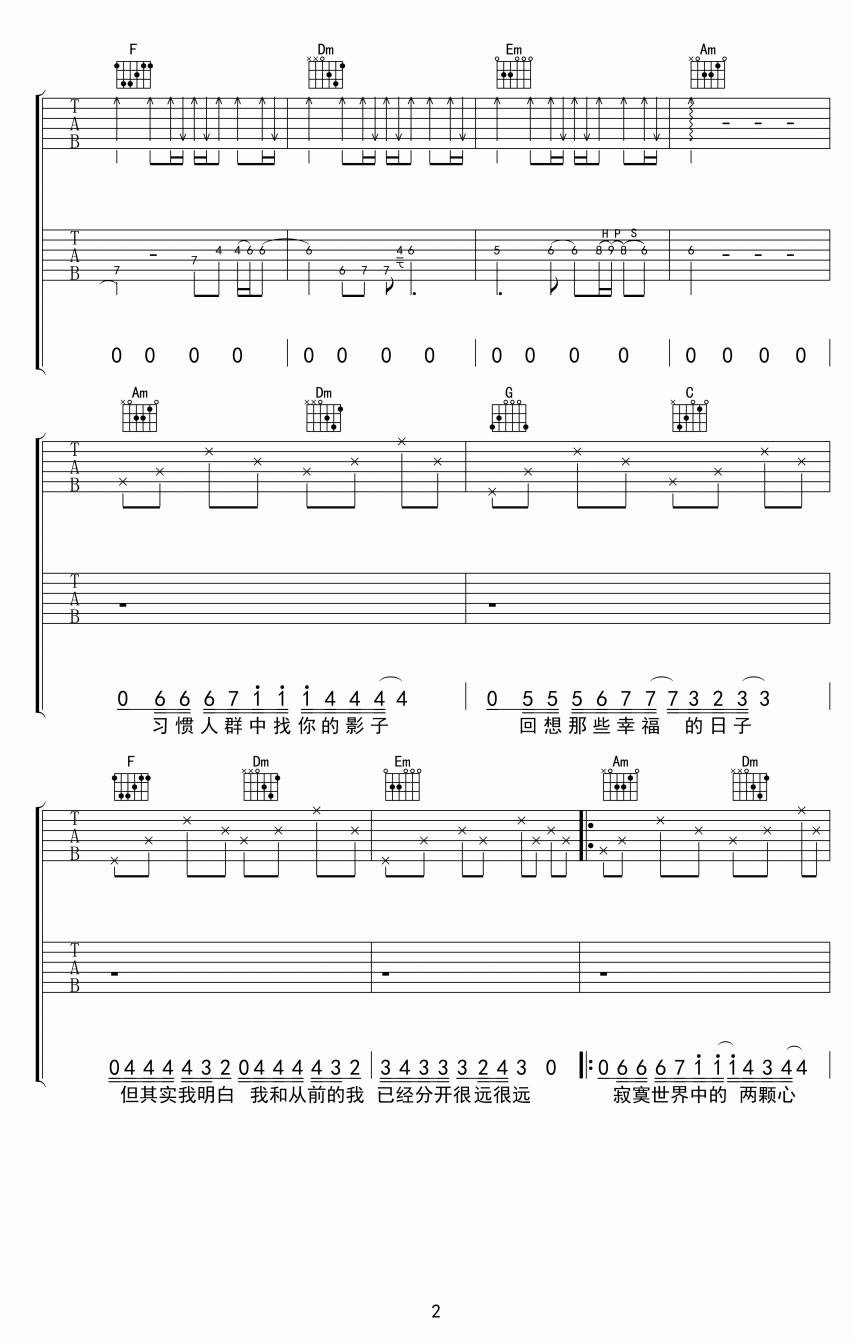 F Dm Em Am
T A B
H P S
7 7 4 4 6 6 6 6 7 7 4 6 5 6 6 8 9 8 6 6
T A B
0 0 0 0 0 0 0 0 0 0 0 0 0 0 0 0
Am Dm G C
T A B
T A B
0 6 6 6 7 1 1 1 4 4 4 4 0 5 5 5 6 7 7 7 3 2 3 3
习惯人群中找你的影子 回想那些幸福 的日子
F Dm Em Am Dm
T A B
T A B
0 4 4 4 4 3 2 0 4 4 4 4 3 2 3 4 3 3 3 2 4 3 0 0 6 6 6 7 1 1 1 4 3 4 4
但其实我明白 我和从前的我 已经分开很远很远 寂寞世界中的 两颗心
2